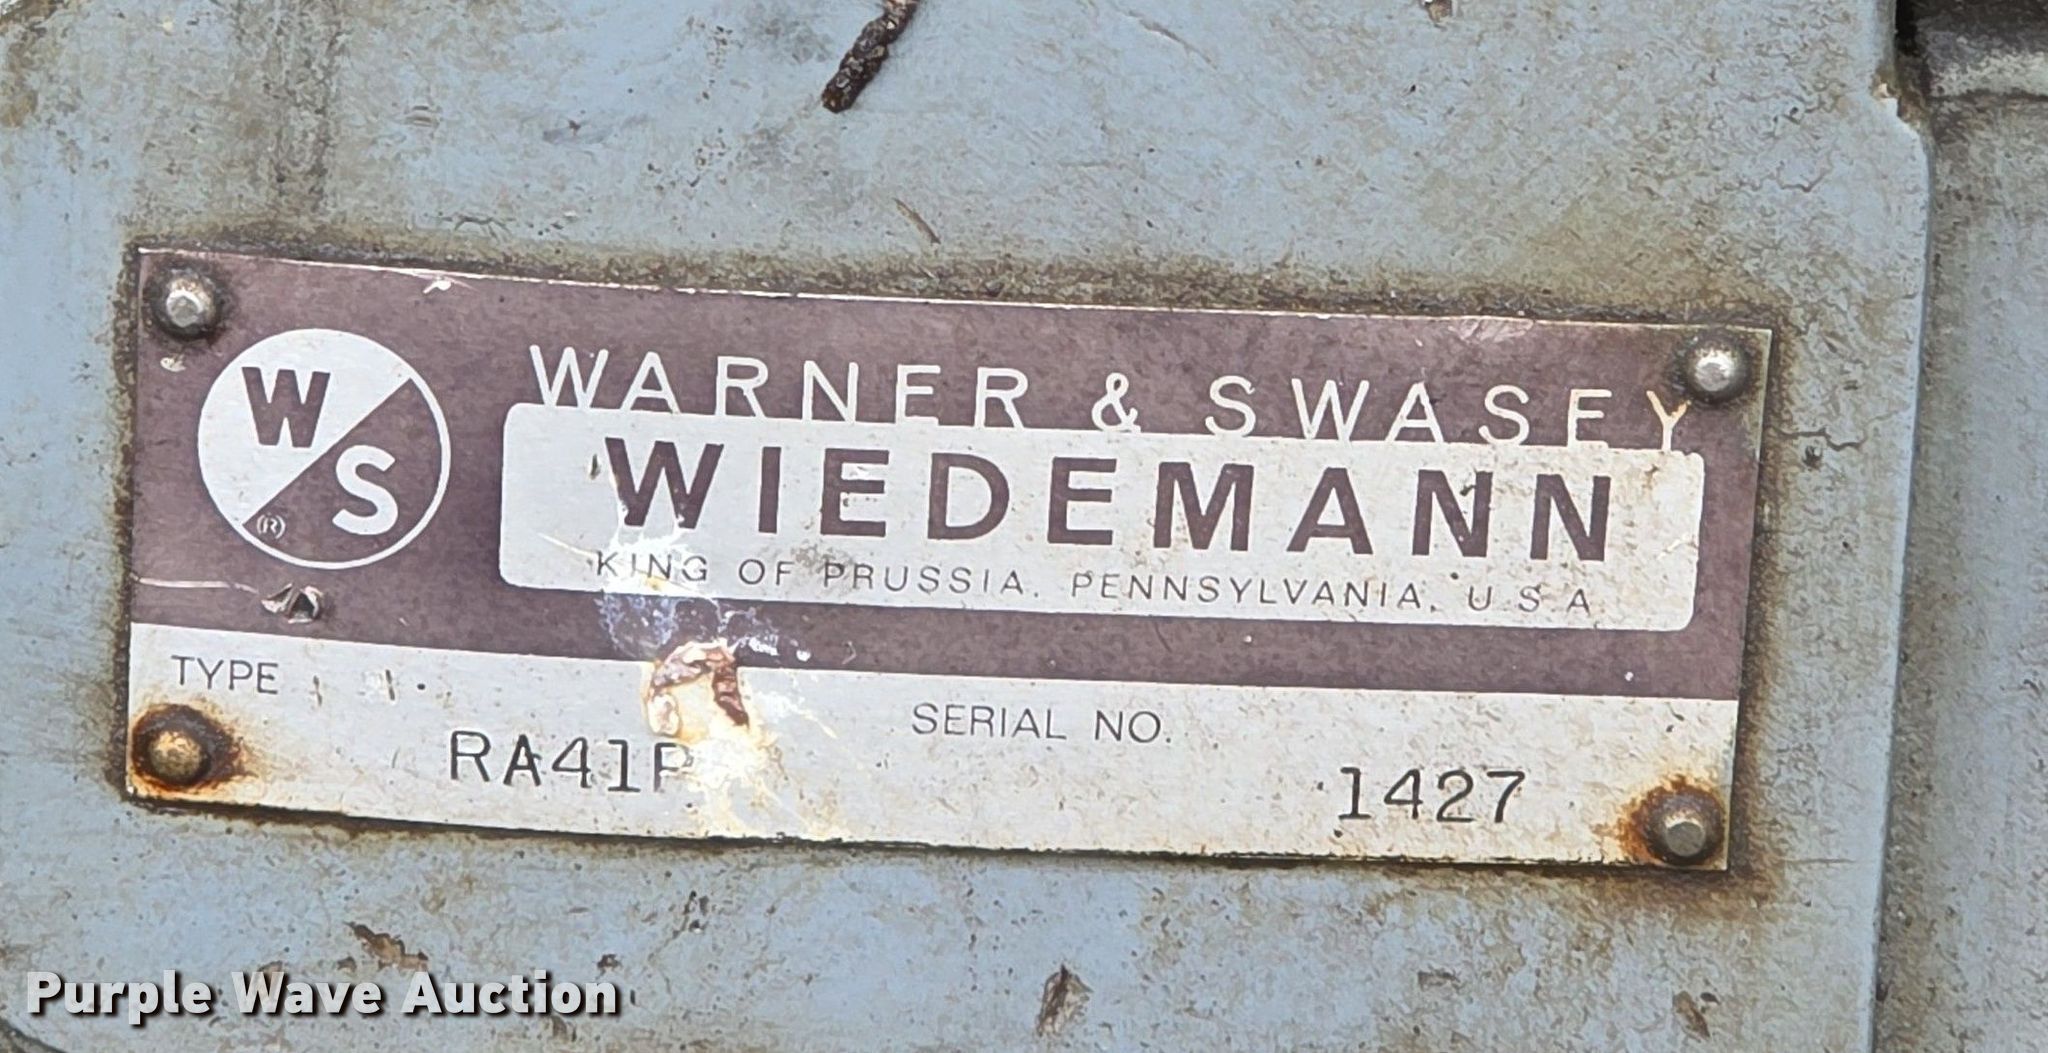 W/S ®
WARNER & SWASEY
WIEDEMANN
KING OF PRUSSIA, PENNSYLVANIA, U.S.A
TYPE
SERIAL NO.
RA41P
1427
Purple Wave Auction